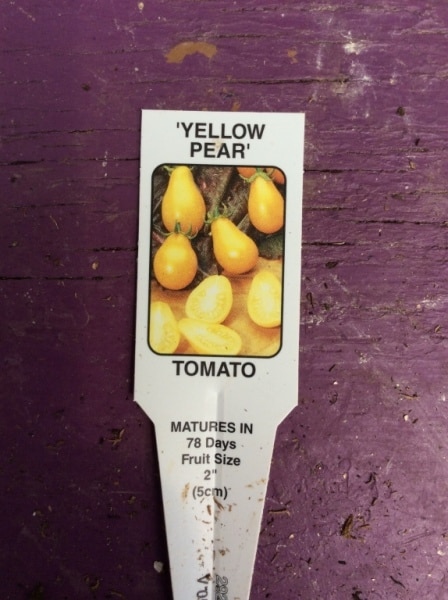 'YELLOW
PEAR'
TOMATO
MATURES IN
78 Days
Fruit Size
2"
(5cm)